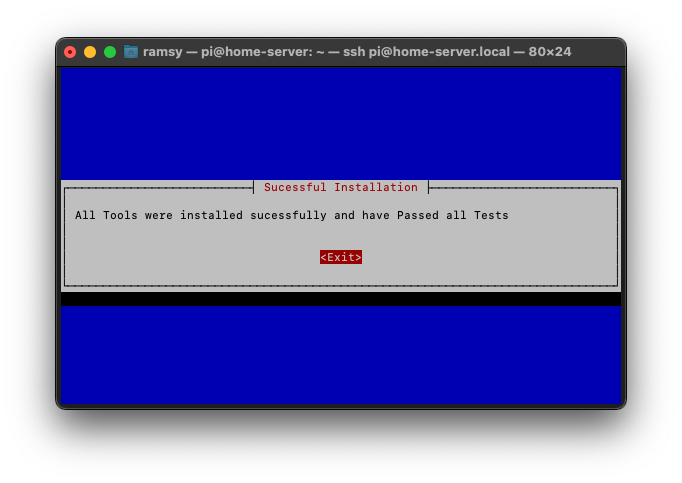 ramsy — pi@home-server: ~ — ssh pi@home-server.local — 80×24
Sucessful Installation
All Tools were installed sucessfully and have Passed all Tests
<Exit>